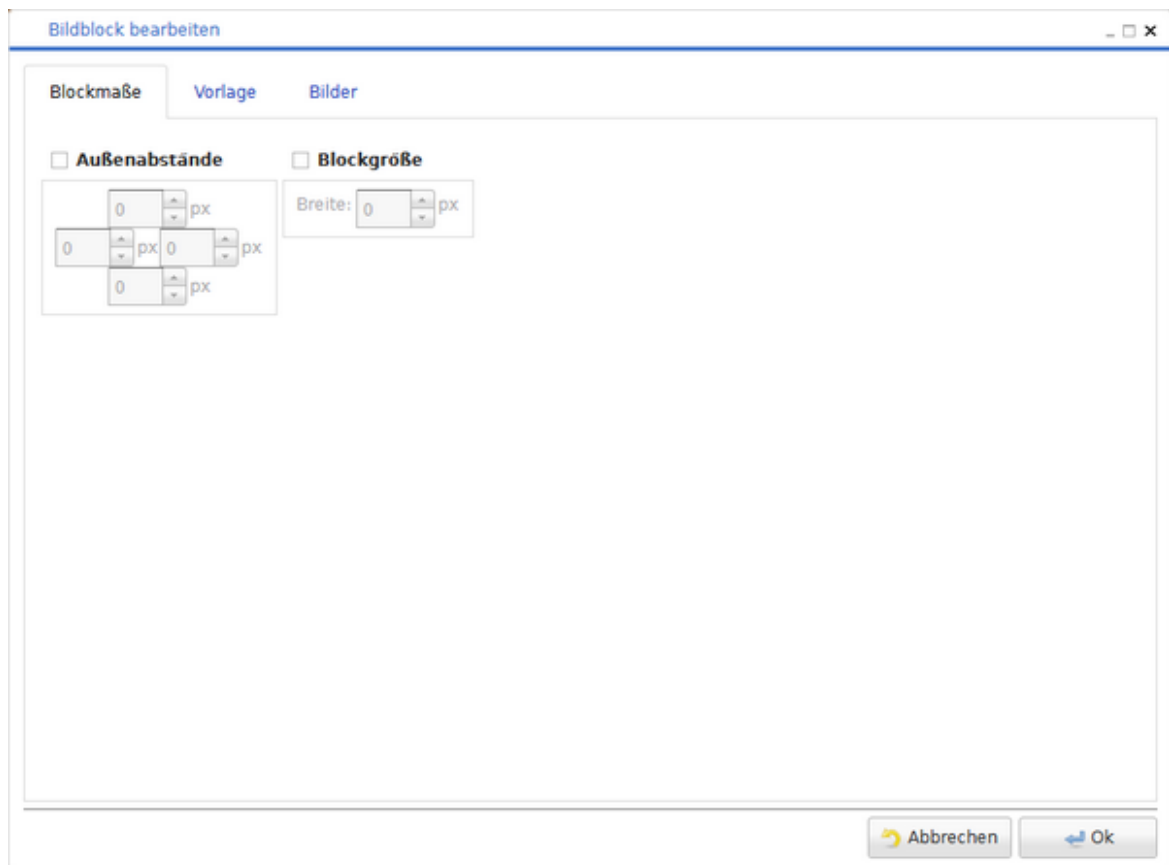 Bildblock bearbeiten
Blockmaße Vorlage Bilder
Außenabstände Blockgröße
0 px Breite: 0 px
0 px 0 px
0 px
Abbrechen Ok